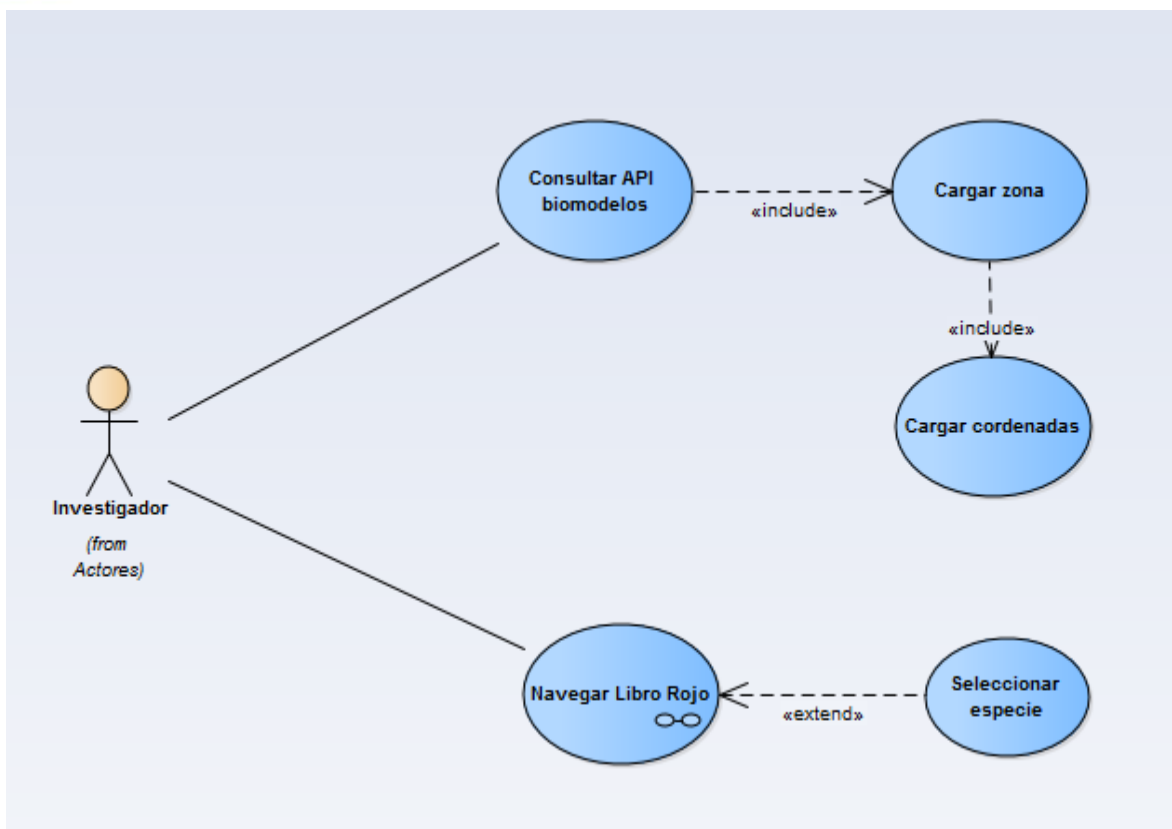 Consultar API
biomodelos
«include»
Cargar zona
«include»
Cargar cordenadas
Investigador
(from
Actores)
Navegar Libro Rojo
«extend»
Seleccionar
especie